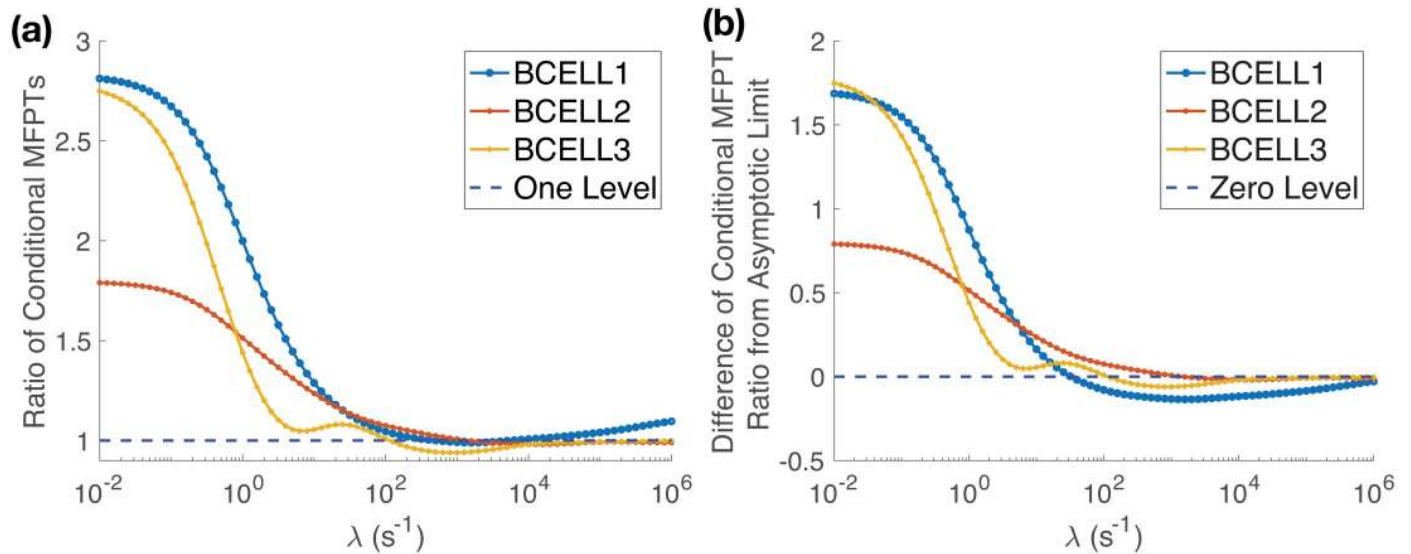 (a)
Ratio of Conditional MFPTs
3
2.5
2
1.5
1
BCELL1
BCELL2
BCELL3
One Level
10^-2
10^0
10^2
10^4
10^6
λ (s^-1)
(b)
Difference of Conditional MFPT
Ratio from Asymptotic Limit
2
1.5
1
0.5
0
-0.5
BCELL1
BCELL2
BCELL3
Zero Level
10^-2
10^0
10^2
10^4
10^6
λ (s^-1)